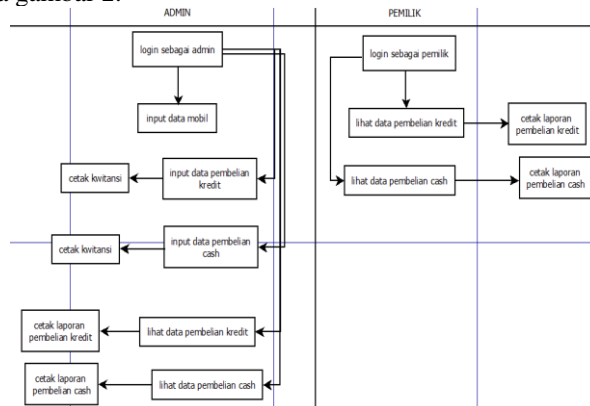 a gambar 2.
ADMIN
PEMILIK
login sebagai admin
login sebagai pemilik
input data mobil
lihat data pembelian kredit
cetak laporan
pembelian kredit
cetak kwitansi
input data pembelian
kredit
lihat data pembelian cash
cetak laporan
pembelian cash
cetak kwitansi
input data pembelian
cash
cetak laporan
pembelian kredit
lihat data pembelian kredit
cetak laporan
pembelian cash
lihat data pembelian cash